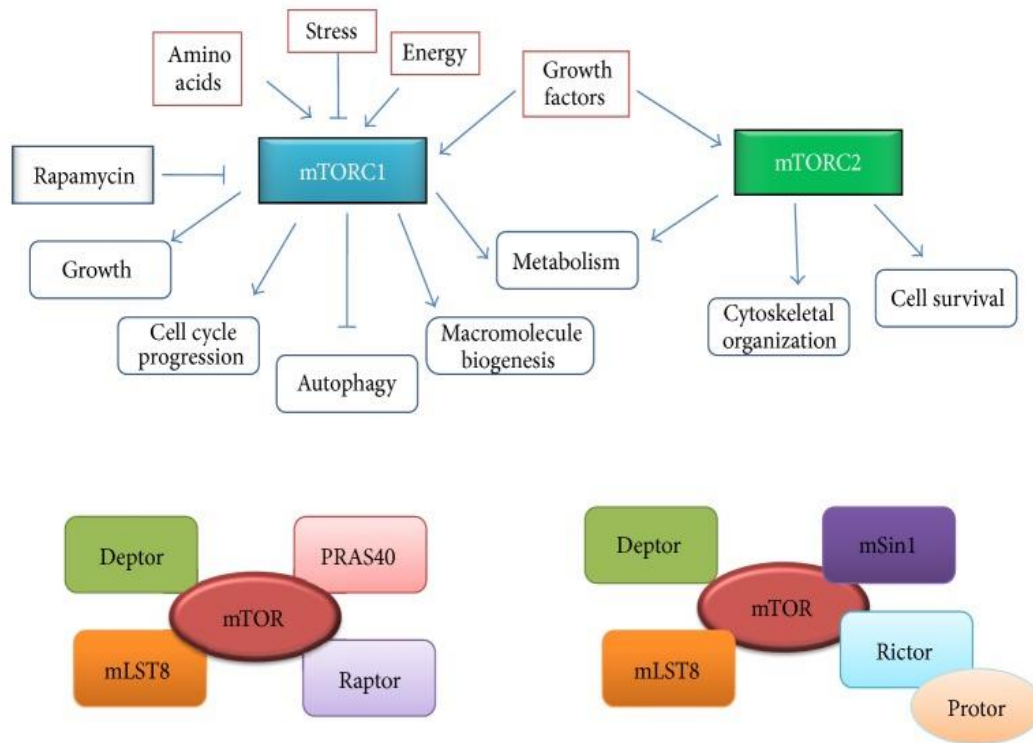 Stress
Amino
acids
Energy
Growth
factors
Rapamycin
mTORC1
mTORC2
Growth
Metabolism
Cell survival
Cell cycle
progression
Macromolecule
biogenesis
Cytoskeletal
organization
Autophagy
Deptor
PRAS40
mTOR
mLST8
Raptor
Deptor
mSin1
mTOR
mLST8
Rictor
Protor